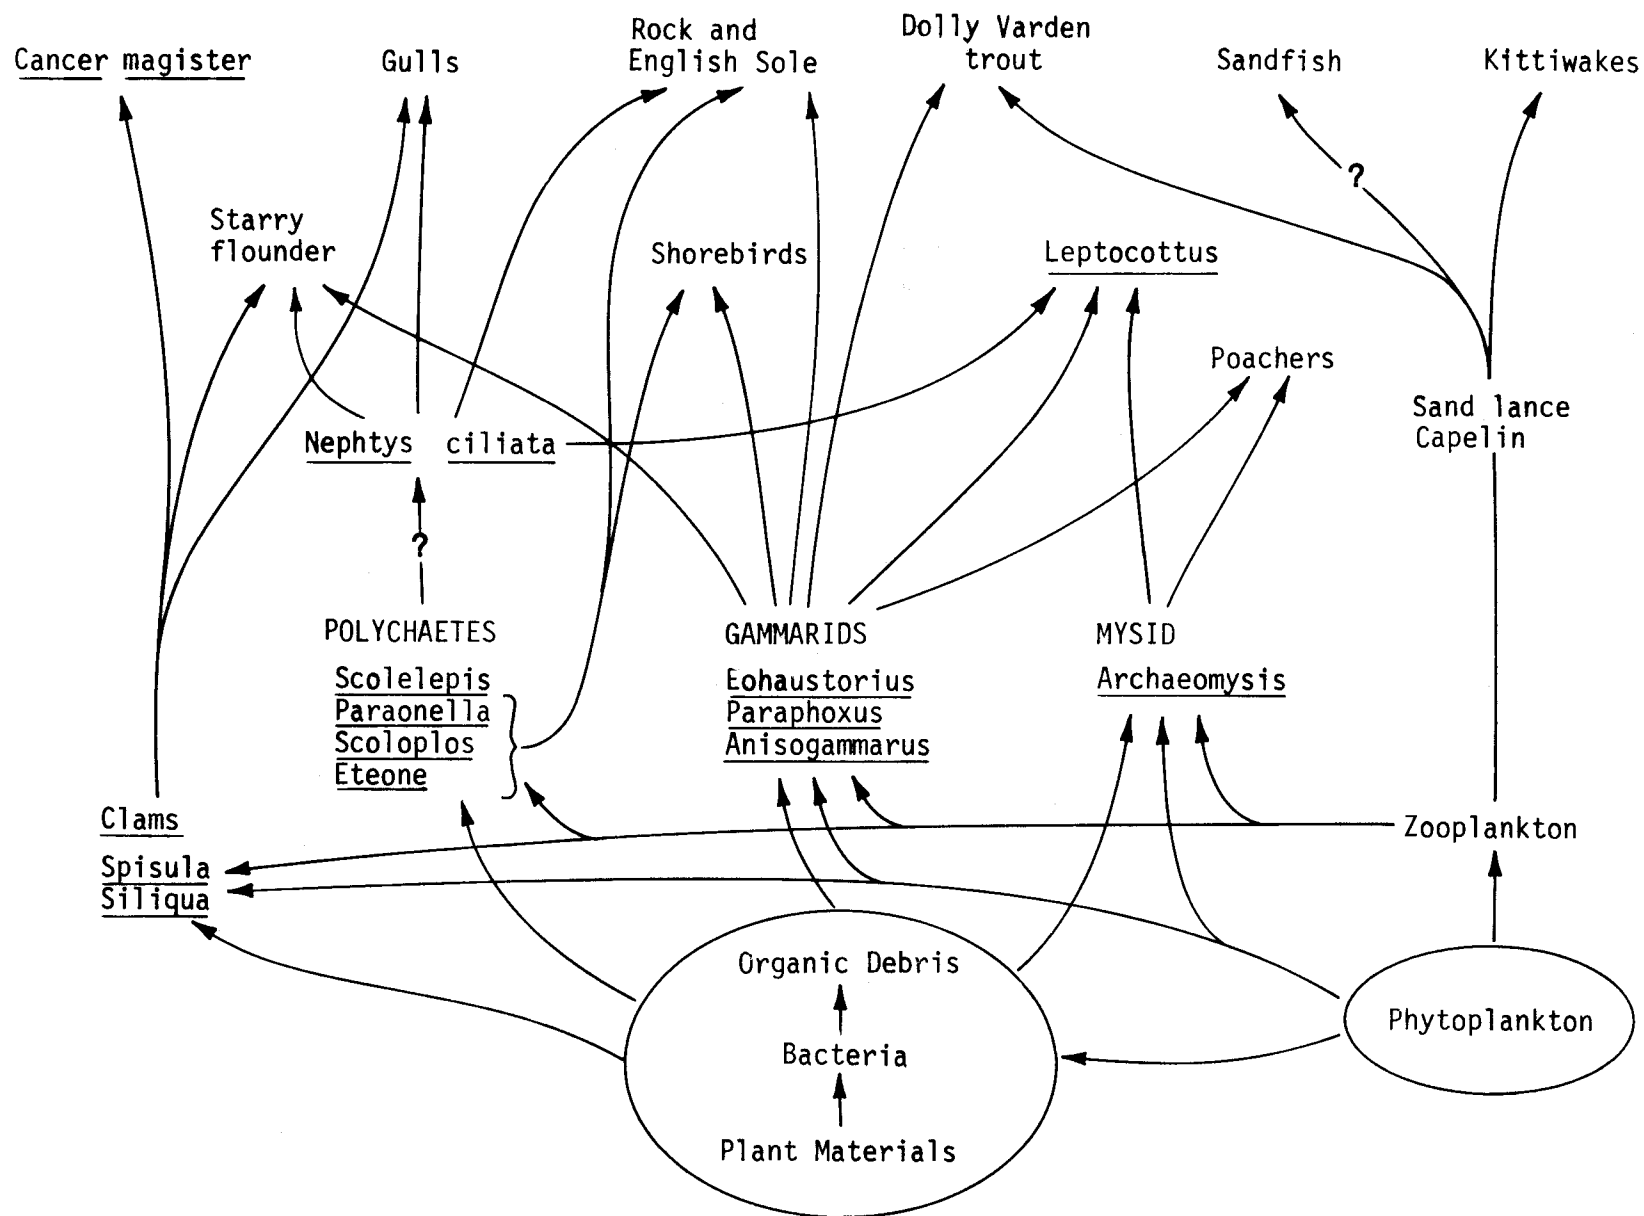 Rock and
English Sole
Dolly Varden
trout
Cancer magister
Gulls
Sandfish
Kittiwakes
?
Starry
flounder
Shorebirds
Leptocottus
Poachers
Sand lance
Capelin
Nephtys ciliata
?
POLYCHAETES
GAMMARIDS
MYSID
Scolelepis
Paraonella
Scoloplos
Eteone
Eohaustorius
Paraphoxus
Anisogammarus
Archaeomysis
Clams
Spisula
Siliqua
Zooplankton
Organic Debris
Bacteria
Plant Materials
Phytoplankton